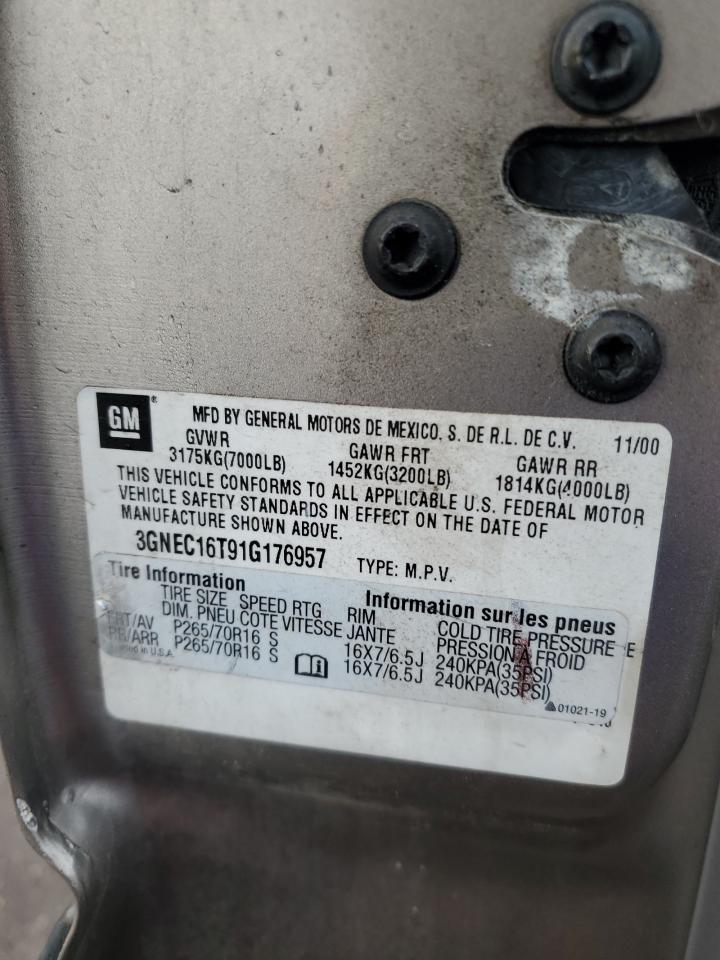 GM®
MFD BY GENERAL MOTORS DE MEXICO, S. DE R.L. DE C.V. 11/00
GVWR GAWR FRT GAWR RR
3175KG(7000LB) 1452KG(3200LB) 1814KG(4000LB)
THIS VEHICLE CONFORMS TO ALL APPLICABLE U.S. FEDERAL MOTOR
VEHICLE SAFETY STANDARDS IN EFFECT ON THE DATE OF
MANUFACTURE SHOWN ABOVE.
3GNEC16T91G176957 TYPE: M.P.V.
Tire Information Information sur les pneus
TIRE SIZE SPEED RTG RIM COLD TIRE PRESSURE
DIM. PNEU COTE VITESSE JANTE PRESSION A FROID
FRT/AV P265/70R16 S 16X7/6.5J 240KPA(35PSI)
RR/ARR P265/70R16 S 16X7/6.5J 240KPA(35PSI)
Printed in U.S.A. 01021-19